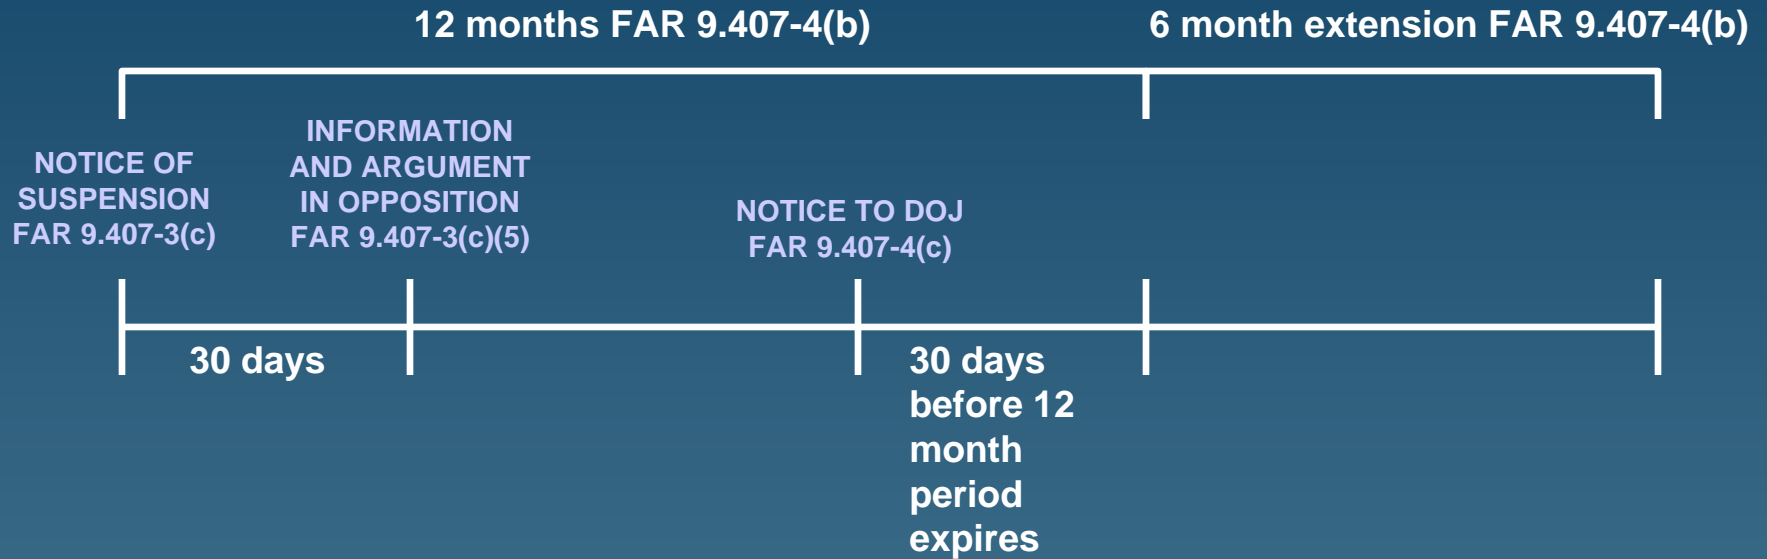 12 months FAR 9.407-4(b)
6 month extension FAR 9.407-4(b)
NOTICE OF
SUSPENSION
FAR 9.407-3(c)
INFORMATION
AND ARGUMENT
IN OPPOSITION
FAR 9.407-3(c)(5)
NOTICE TO DOJ
FAR 9.407-4(c)
30 days
30 days
before 12
month
period
expires